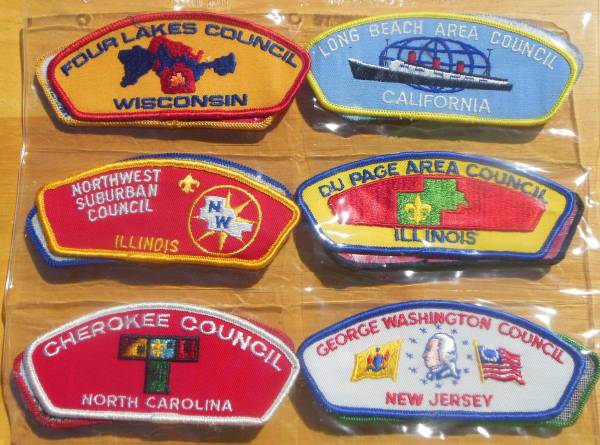 FOUR LAKES COUNCIL
WISCONSIN
LONG BEACH AREA COUNCIL
CALIFORNIA
NORTHWEST
SUBURBAN
COUNCIL
N
W
ILLINOIS
DU PAGE AREA COUNCIL
ILLINOIS
CHEROKEE COUNCIL
NORTH CAROLINA
GEORGE WASHINGTON COUNCIL
NEW JERSEY